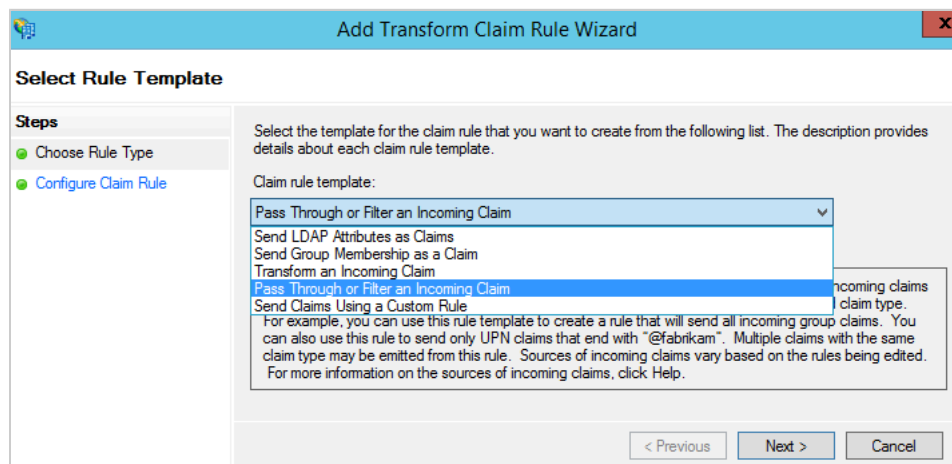 Add Transform Claim Rule Wizard
x
Select Rule Template
Steps
Choose Rule Type
Configure Claim Rule
Select the template for the claim rule that you want to create from the following list. The description provides
details about each claim rule template.
Claim rule template:
Pass Through or Filter an Incoming Claim
Send LDAP Attributes as Claims
Send Group Membership as a Claim
Transform an Incoming Claim
Pass Through or Filter an Incoming Claim
Send Claims Using a Custom Rule
incoming claims
claim type.
For example, you can use this rule template to create a rule that will send all incoming group claims. You
can also use this rule to send only UPN claims that end with "@fabrikam". Multiple claims with the same
claim type may be emitted from this rule. Sources of incoming claims vary based on the rules being edited.
For more information on the sources of incoming claims, click Help.
< Previous
Next >
Cancel